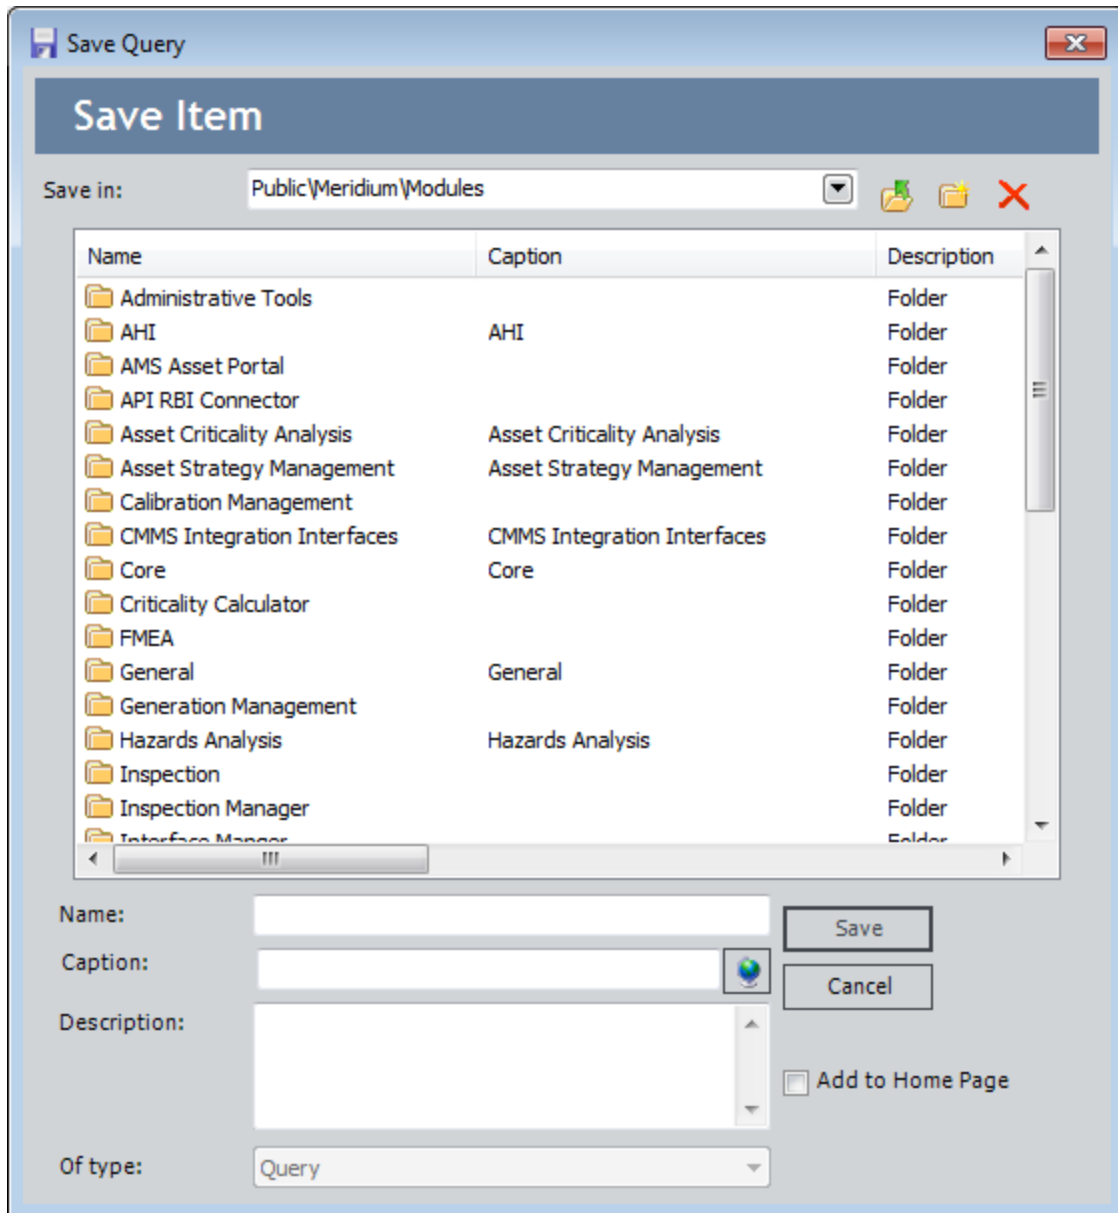 Save Query
Save Item
Save in: Public\Meridium\Modules
Name Caption Description
Administrative Tools Folder
AHI AHI Folder
AMS Asset Portal Folder
API RBI Connector Folder
Asset Criticality Analysis Asset Criticality Analysis Folder
Asset Strategy Management Asset Strategy Management Folder
Calibration Management Folder
CMMS Integration Interfaces CMMS Integration Interfaces Folder
Core Core Folder
Criticality Calculator Folder
FMEA Folder
General General Folder
Generation Management Folder
Hazards Analysis Hazards Analysis Folder
Inspection Folder
Inspection Manager Folder
Interface Manger Folder
Name: Save
Caption: Cancel
Description:
Add to Home Page
Of type: Query